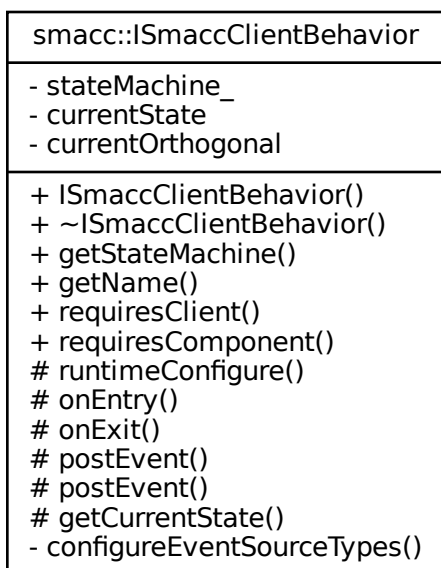 smacc::ISmaccClientBehavior
- stateMachine_
- currentState
- currentOrthogonal
+ ISmaccClientBehavior()
+ ~ISmaccClientBehavior()
+ getStateMachine()
+ getName()
+ requiresClient()
+ requiresComponent()
# runtimeConfigure()
# onEntry()
# onExit()
# postEvent()
# postEvent()
# getCurrentState()
- configureEventSourceTypes()